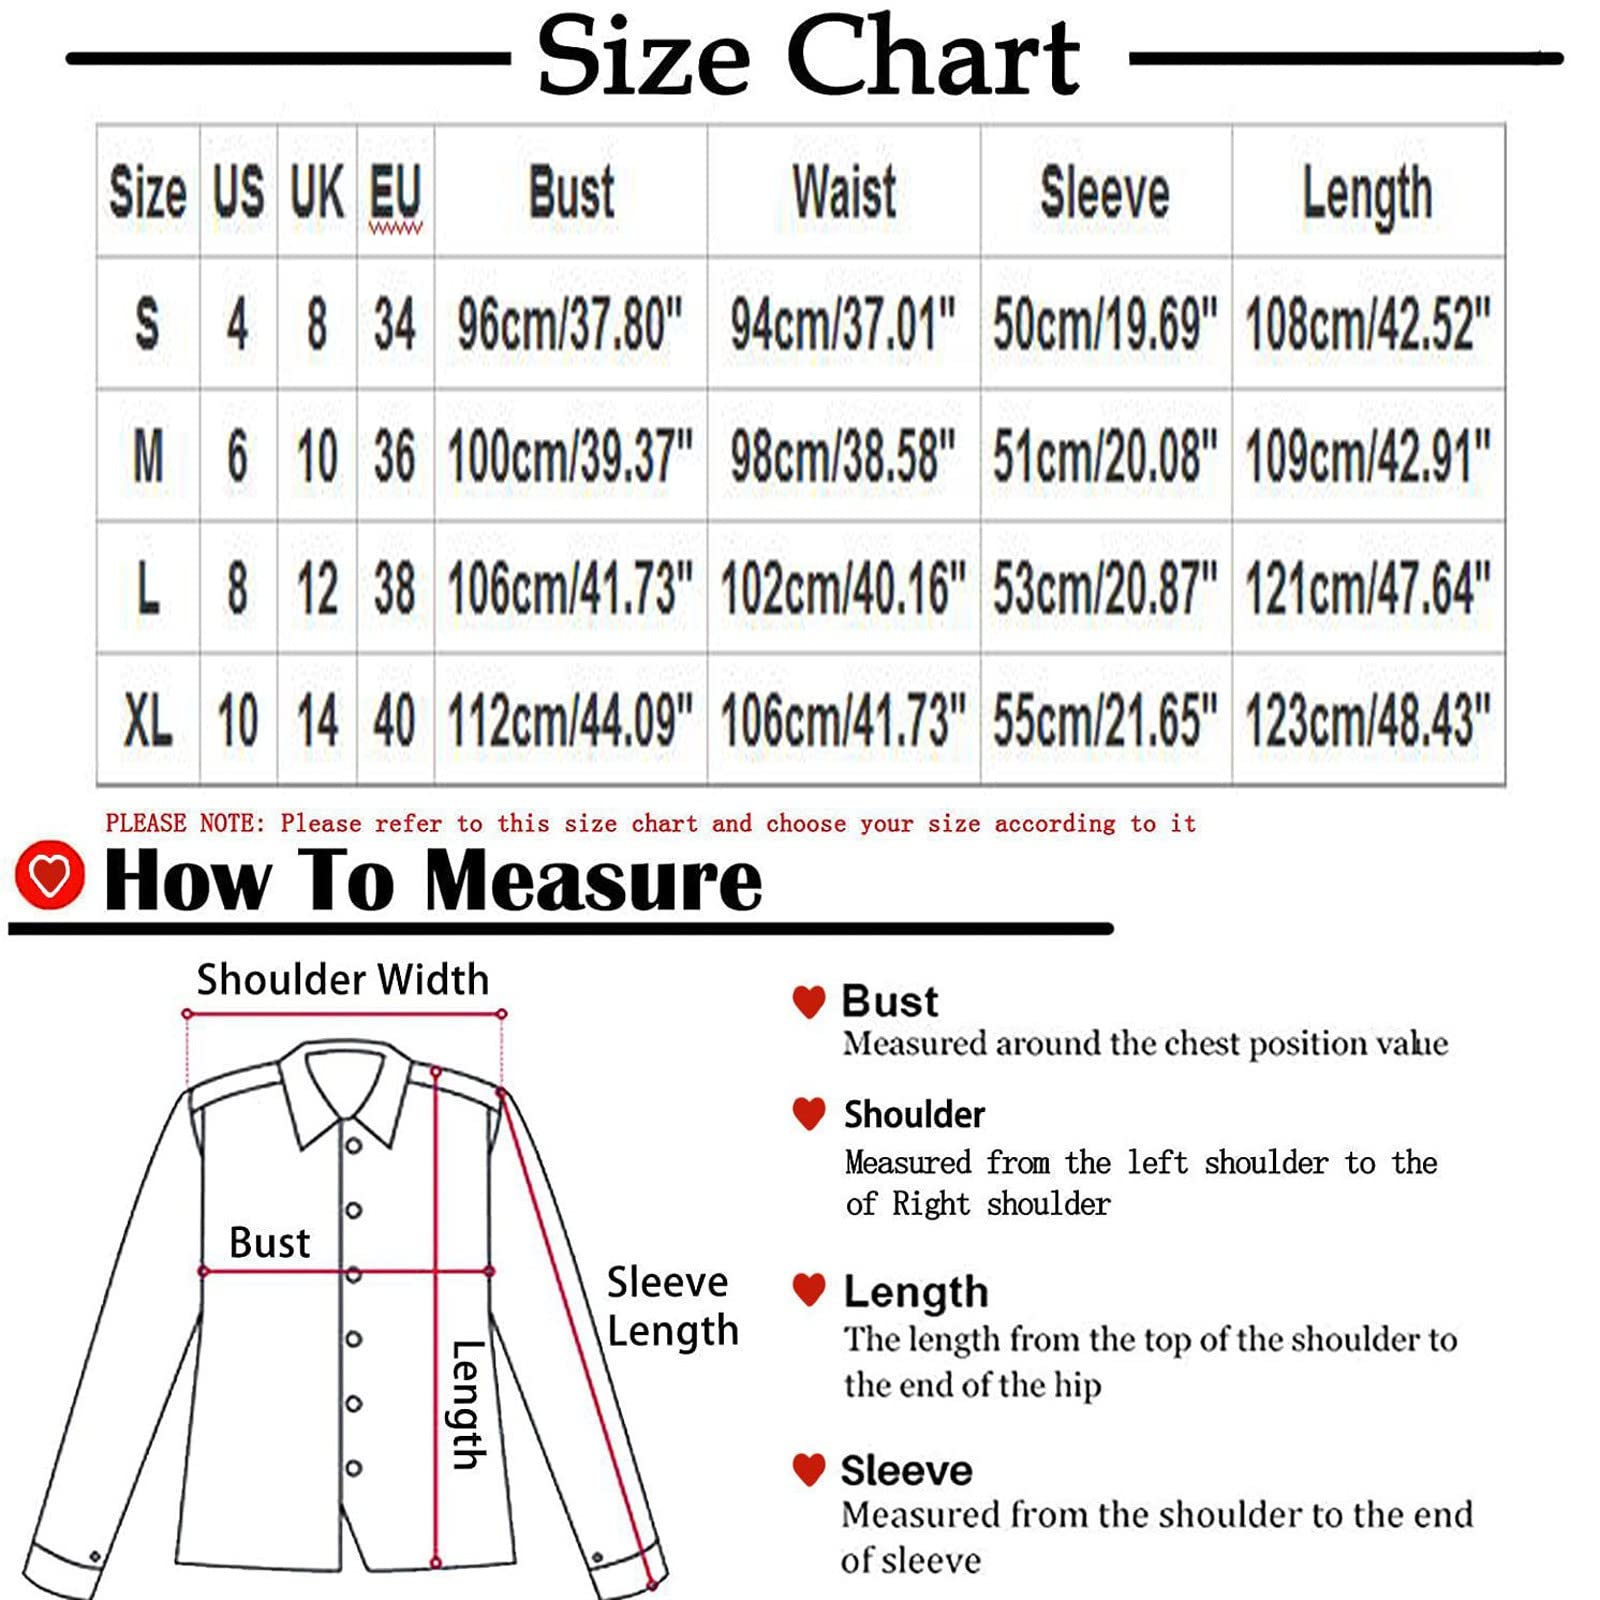 Size Chart
Size US UK EU Bust Waist Sleeve Length
S 4 8 34 96cm/37.80" 94cm/37.01" 50cm/19.69" 108cm/42.52"
M 6 10 36 100cm/39.37" 98cm/38.58" 51cm/20.08" 109cm/42.91"
L 8 12 38 106cm/41.73" 102cm/40.16" 53cm/20.87" 121cm/47.64"
XL 10 14 40 112cm/44.09" 106cm/41.73" 55cm/21.65" 123cm/48.43"
PLEASE NOTE: Please refer to this size chart and choose your size according to it
How To Measure
Shoulder Width
Bust
Sleeve
Length
Length
Bust
Measured around the chest position value
Shoulder
Measured from the left shoulder to the
of Right shoulder
Length
The length from the top of the shoulder to
the end of the hip
Sleeve
Measured from the shoulder to the end
of sleeve